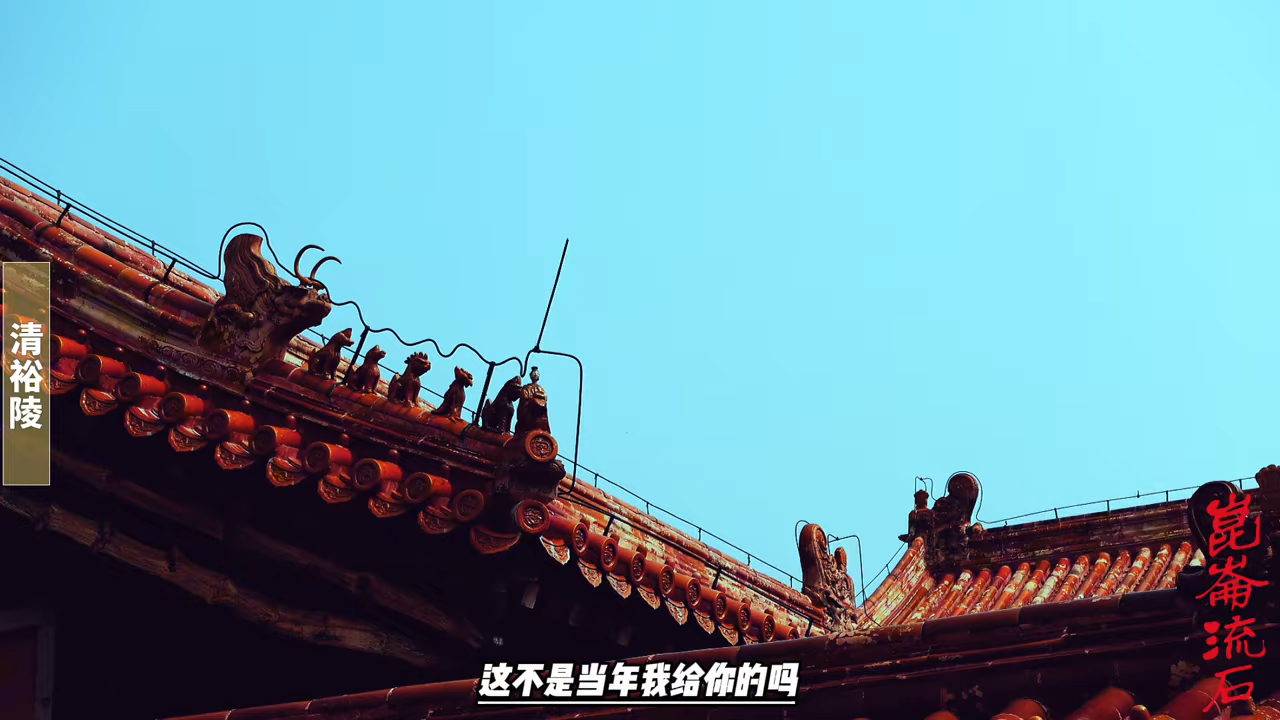 清裕陵
崑崙流石
这不是当年我给你的吗